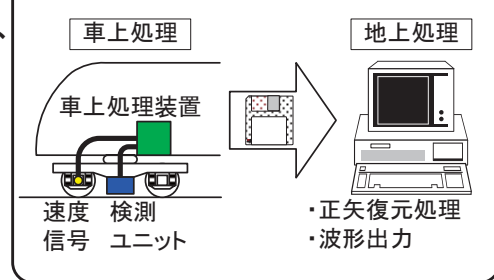 車上処理
地上処理
車上処理装置
速度 検測
信号 ユニット
・正矢復元処理
・波形出力